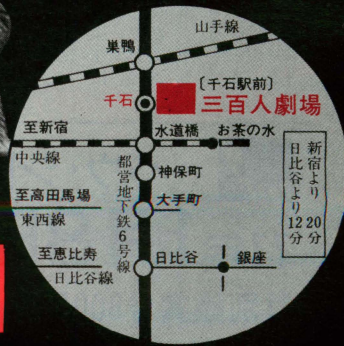 山手線
巣鴨
〔千石駅前〕
千石
三百人劇場
至新宿
水道橋
お茶の水
中央線
神保町
都営地下鉄6号線
至高田馬場
大手町
東西線
至恵比寿
日比谷
銀座
日比谷線
新宿より20分
日比谷より12分